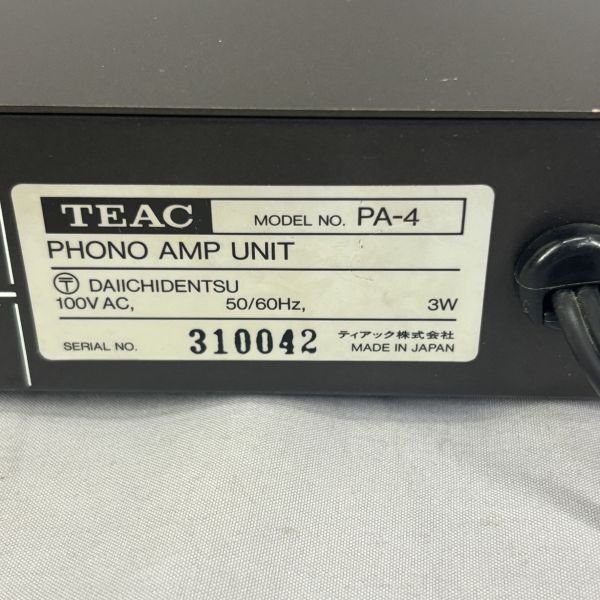 TEAC MODEL NO. PA-4
PHONO AMP UNIT
〒 DAIICHIDENTSU
100V AC, 50/60Hz, 3W
SERIAL NO. 310042 ティアック株式会社
MADE IN JAPAN